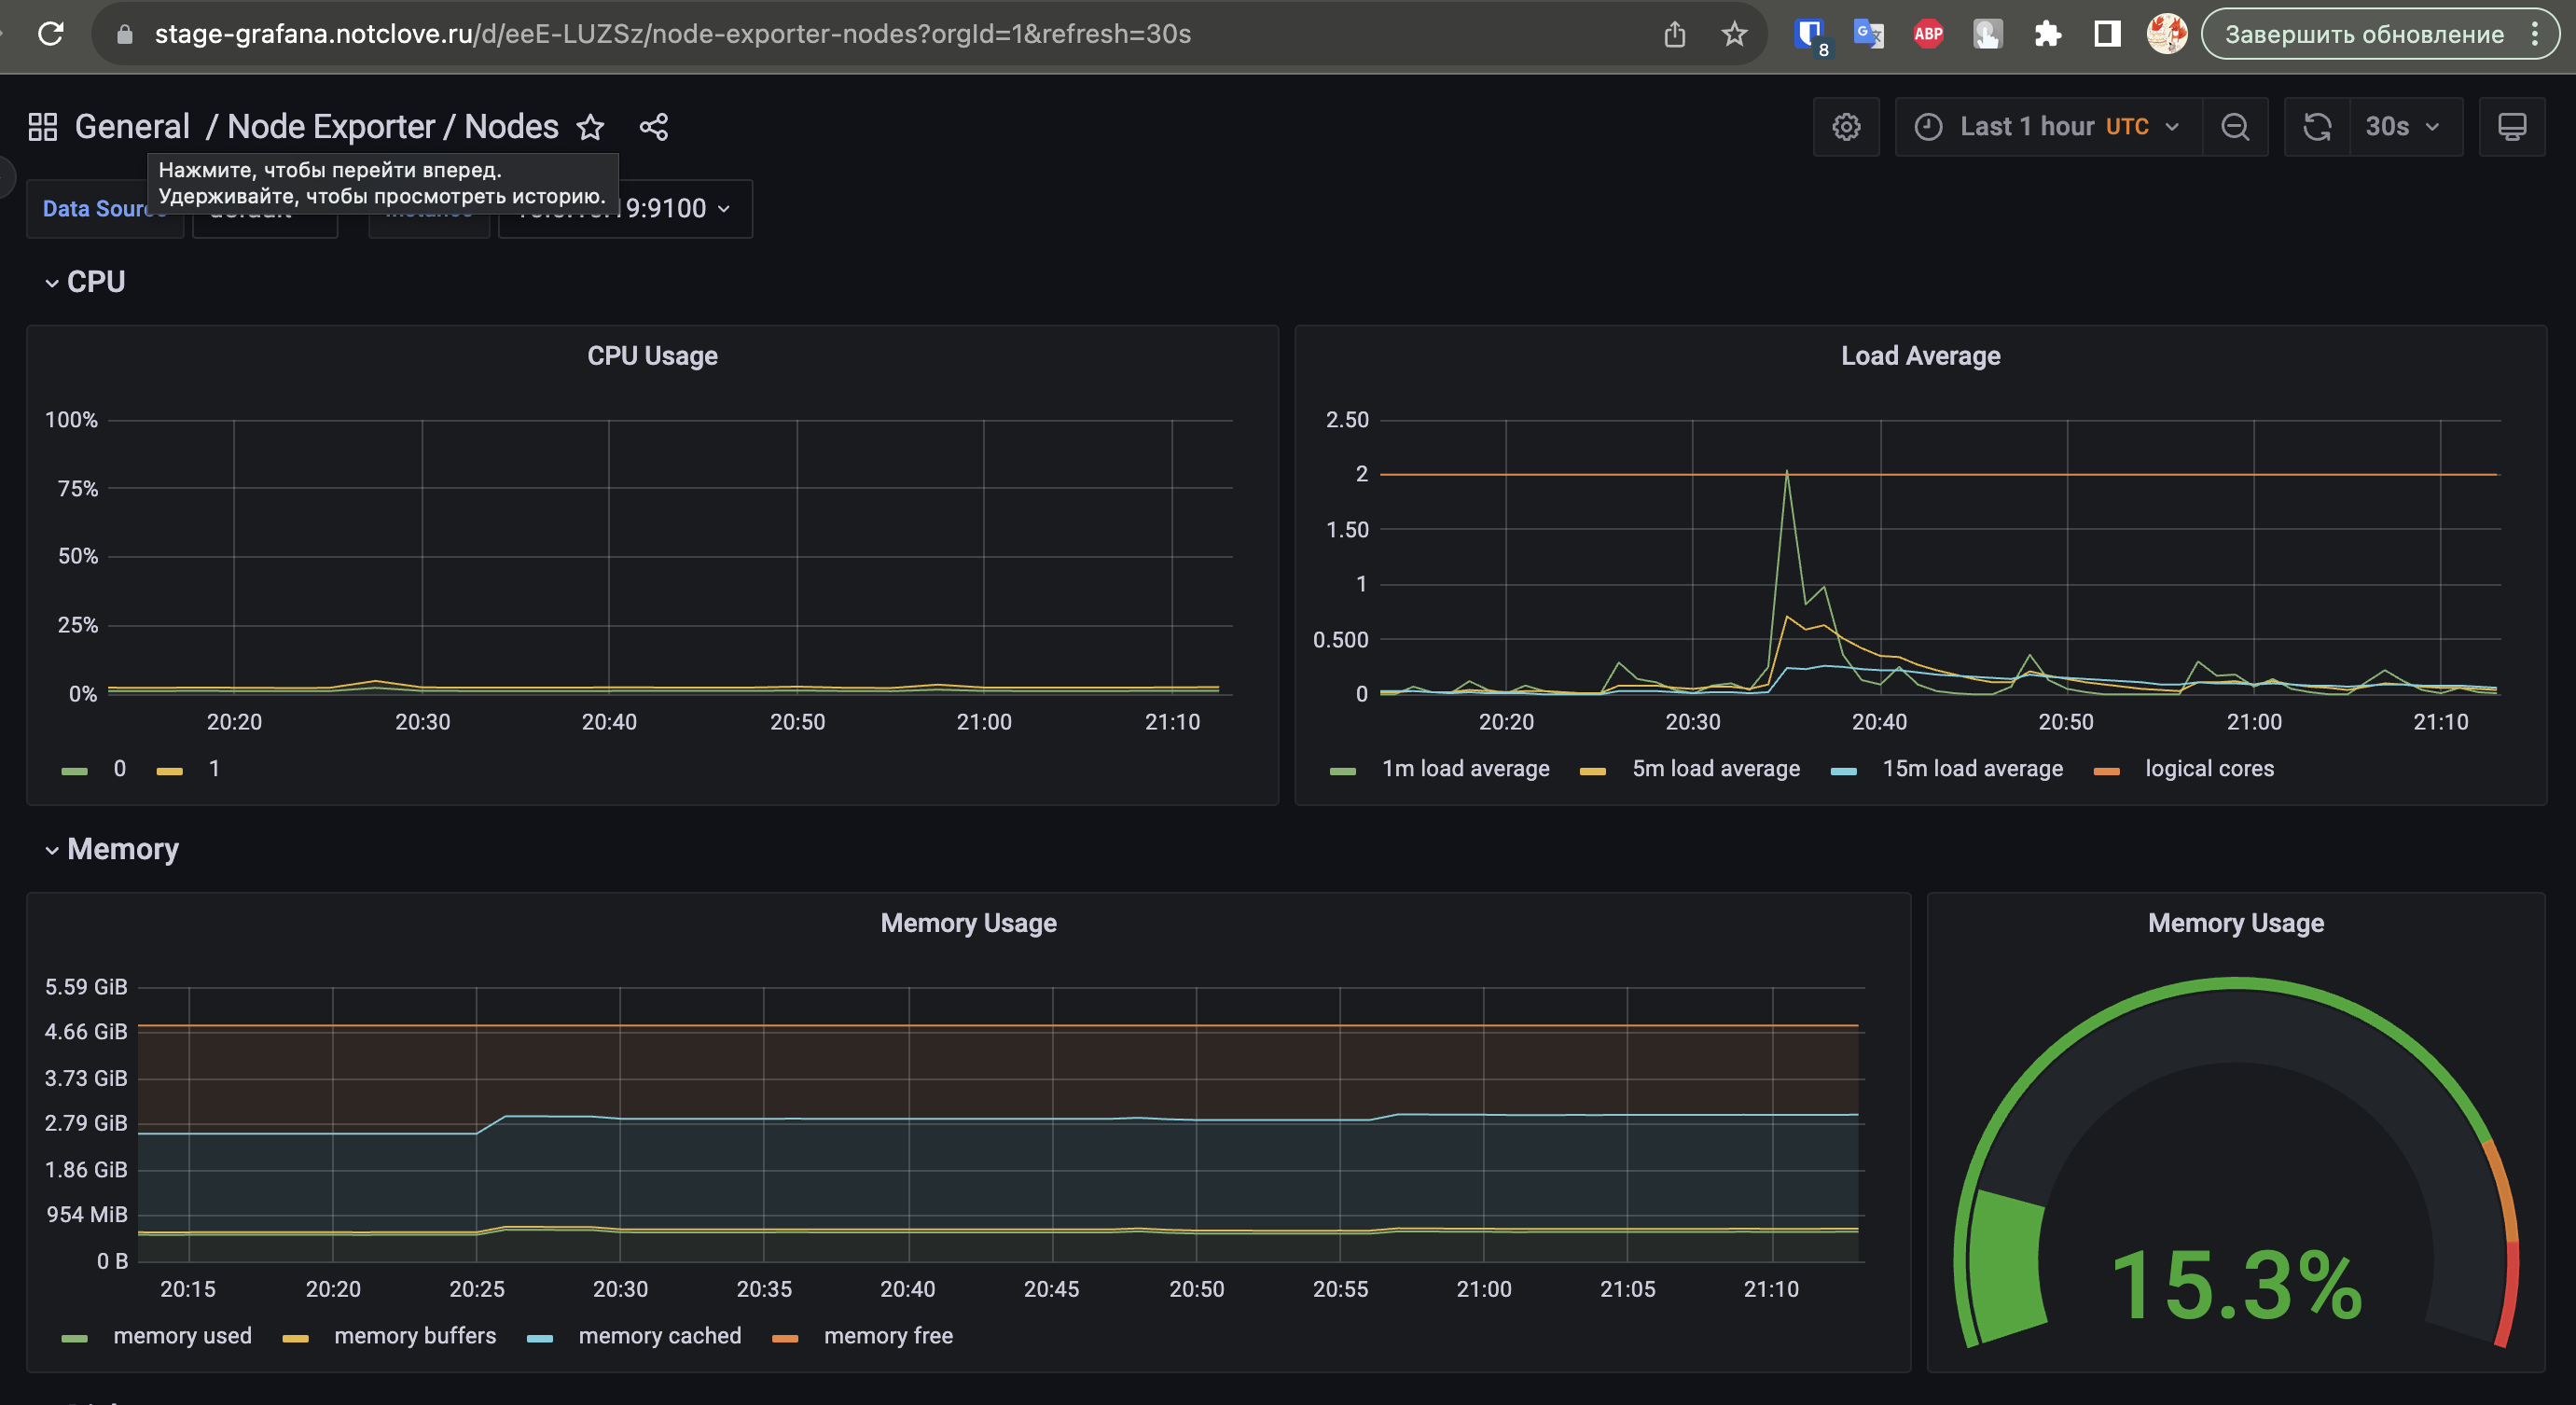 stage-grafana.notclove.ru/d/eeE-LUZSz/node-exporter-nodes?orgId=1&refresh=30s
8
ABP
Завершить обновление
General / Node Exporter / Nodes
Last 1 hour UTC
30s
Нажмите, чтобы перейти вперед.
Удерживайте, чтобы просмотреть историю.
Data Source
default
Instance
19:9100
CPU
CPU Usage
100%
75%
50%
25%
0%
20:20 20:30 20:40 20:50 21:00 21:10
0 1
Load Average
2.50
2
1.50
1
0.500
0
20:20 20:30 20:40 20:50 21:00 21:10
1m load average 5m load average 15m load average logical cores
Memory
Memory Usage
5.59 GiB
4.66 GiB
3.73 GiB
2.79 GiB
1.86 GiB
954 MiB
0 B
20:15 20:20 20:25 20:30 20:35 20:40 20:45 20:50 20:55 21:00 21:05 21:10
memory used memory buffers memory cached memory free
Memory Usage
15.3%